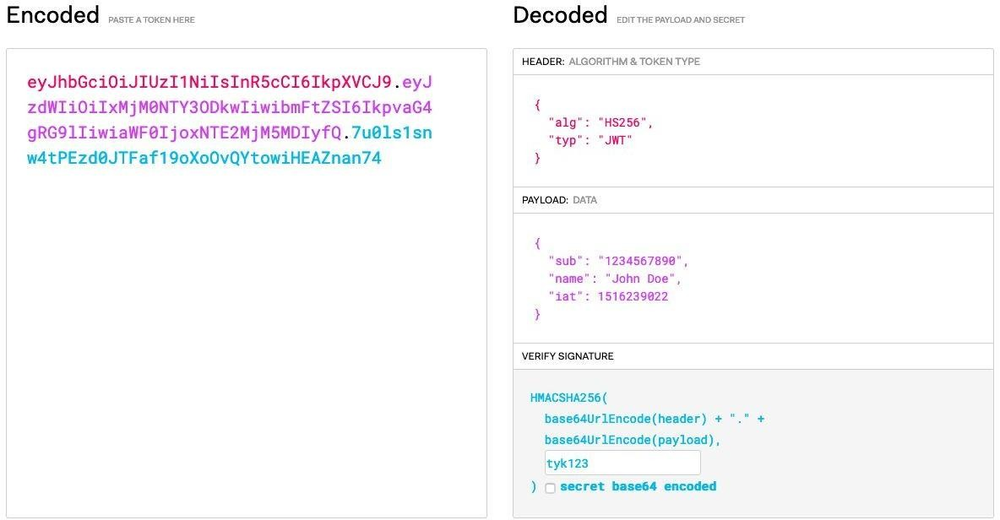 Encoded PASTE A TOKEN HERE
eyJhbGciOiJIUzI1NiIsInR5cCI6IkpXVCJ9.eyJ
zdWIiOiIxMjM0NTY3ODkwIiwibmFtZSI6IkpvaG4
gRG9lIiwiaWF0IjoxNTE2MjM5MDIyfQ.7u0ls1sn
w4tPEzd0JTFaf19oXoOvQYtowiHEAZnan74
Decoded EDIT THE PAYLOAD AND SECRET
HEADER: ALGORITHM & TOKEN TYPE
{
"alg": "HS256",
"typ": "JWT"
}
PAYLOAD: DATA
{
"sub": "1234567890",
"name": "John Doe",
"iat": 1516239022
}
VERIFY SIGNATURE
HMACSHA256(
base64UrlEncode(header) + "." +
base64UrlEncode(payload),
tyk123
) secret base64 encoded